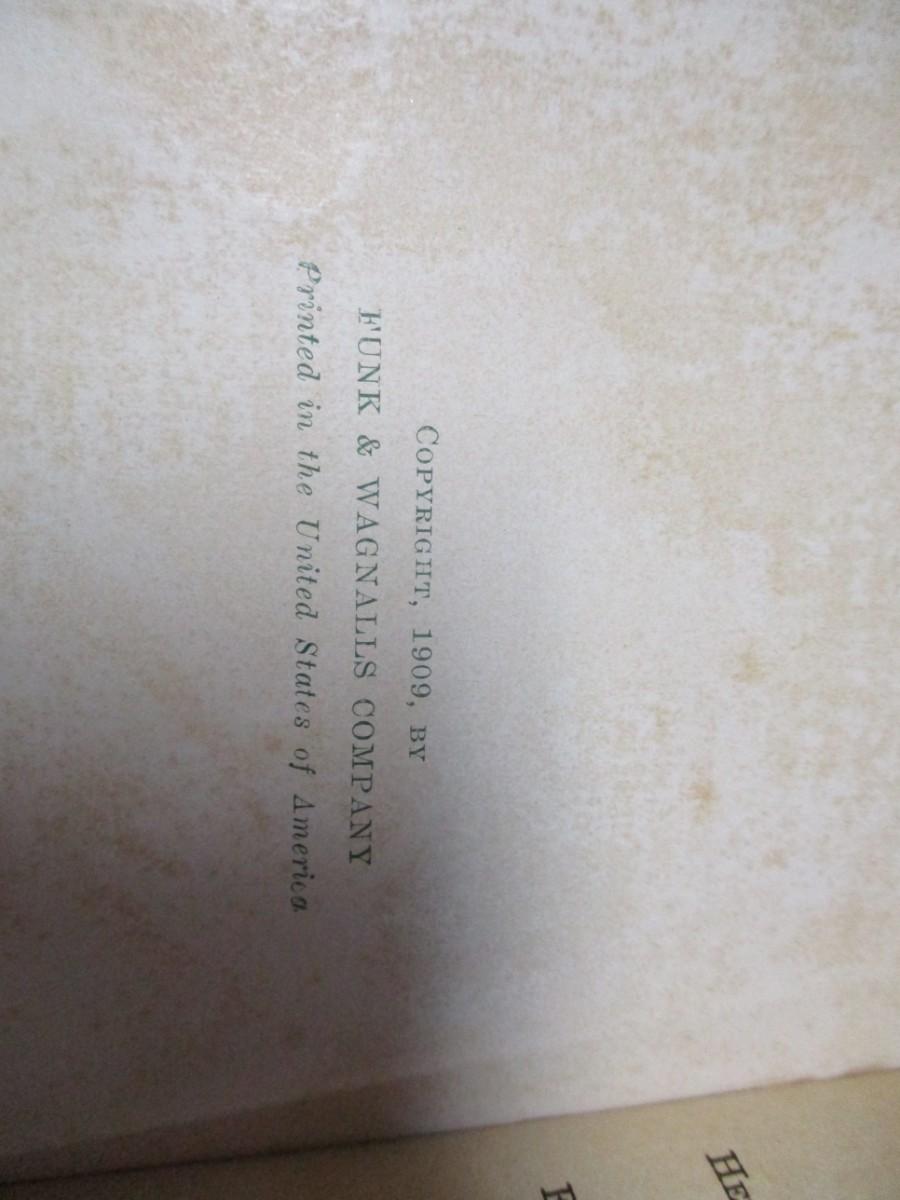 COPYRIGHT, 1909, BY
FUNK & WAGNALLS COMPANY
Printed in the United States of America